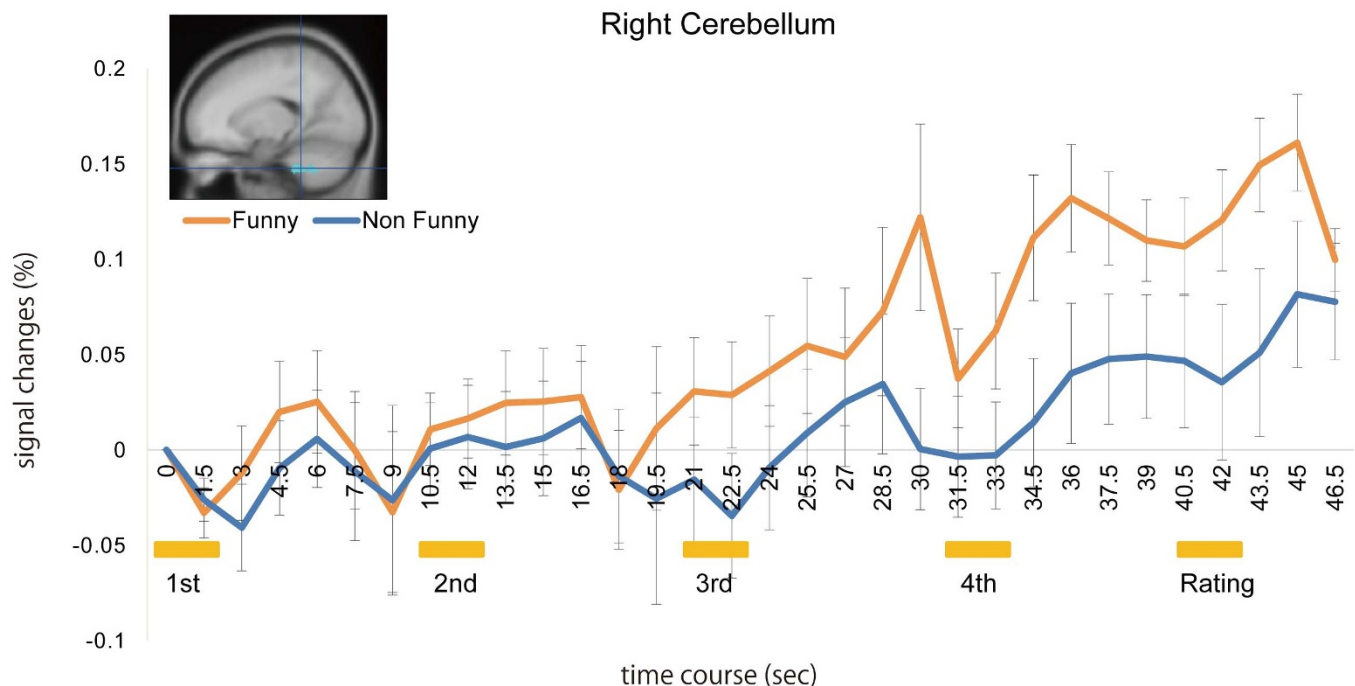 Right Cerebellum
0.2
0.15
0.1
0.05
0
-0.05
-0.1
signal changes (%)
Funny Non Funny
0 1.5 3 4.5 6 7.5 9 10.5 12 13.5 15 16.5 18 19.5 21 22.5 24 25.5 27 28.5 30 31.5 33 34.5 36 37.5 39 40.5 42 43.5 45 46.5
1st 2nd 3rd 4th Rating
time course (sec)